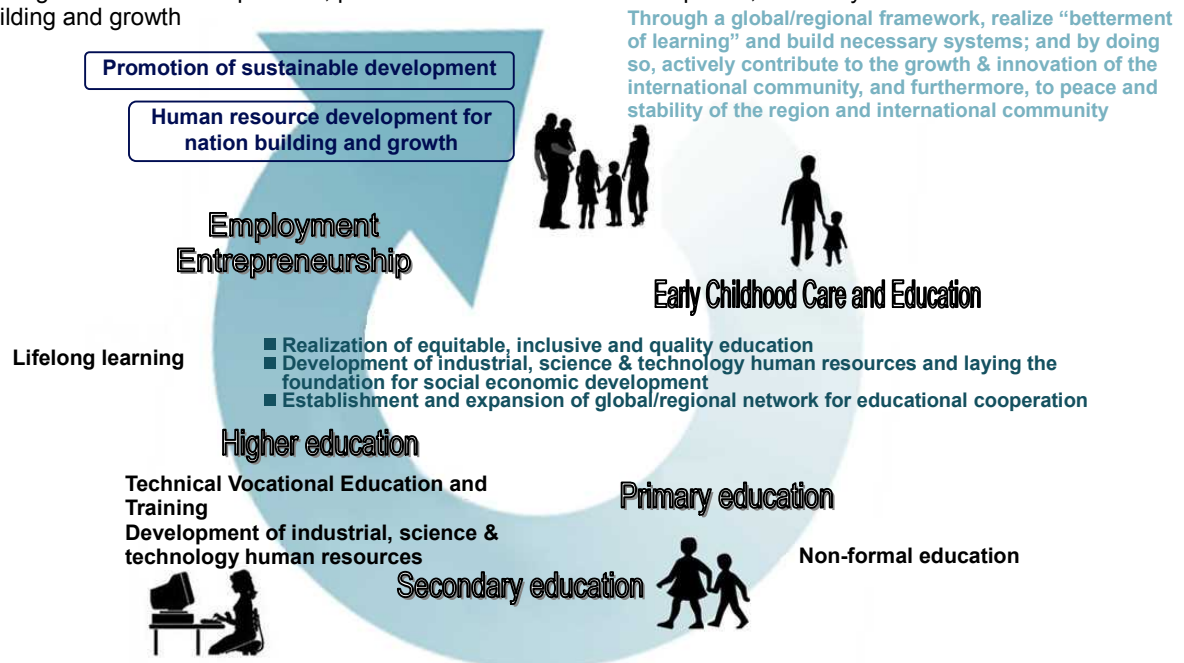 ilding and growth
Through a global/regional framework, realize “betterment
of learning” and build necessary systems; and by doing
so, actively contribute to the growth & innovation of the
international community, and furthermore, to peace and
stability of the region and international community
Promotion of sustainable development
Human resource development for
nation building and growth
Employment
Entrepreneurship
Early Childhood Care and Education
Lifelong learning
■ Realization of equitable, inclusive and quality education
■ Development of industrial, science & technology human resources and laying the
foundation for social economic development
■ Establishment and expansion of global/regional network for educational cooperation
Higher education
Technical Vocational Education and
Training
Development of industrial, science &
technology human resources
Primary education
Non-formal education
Secondary education